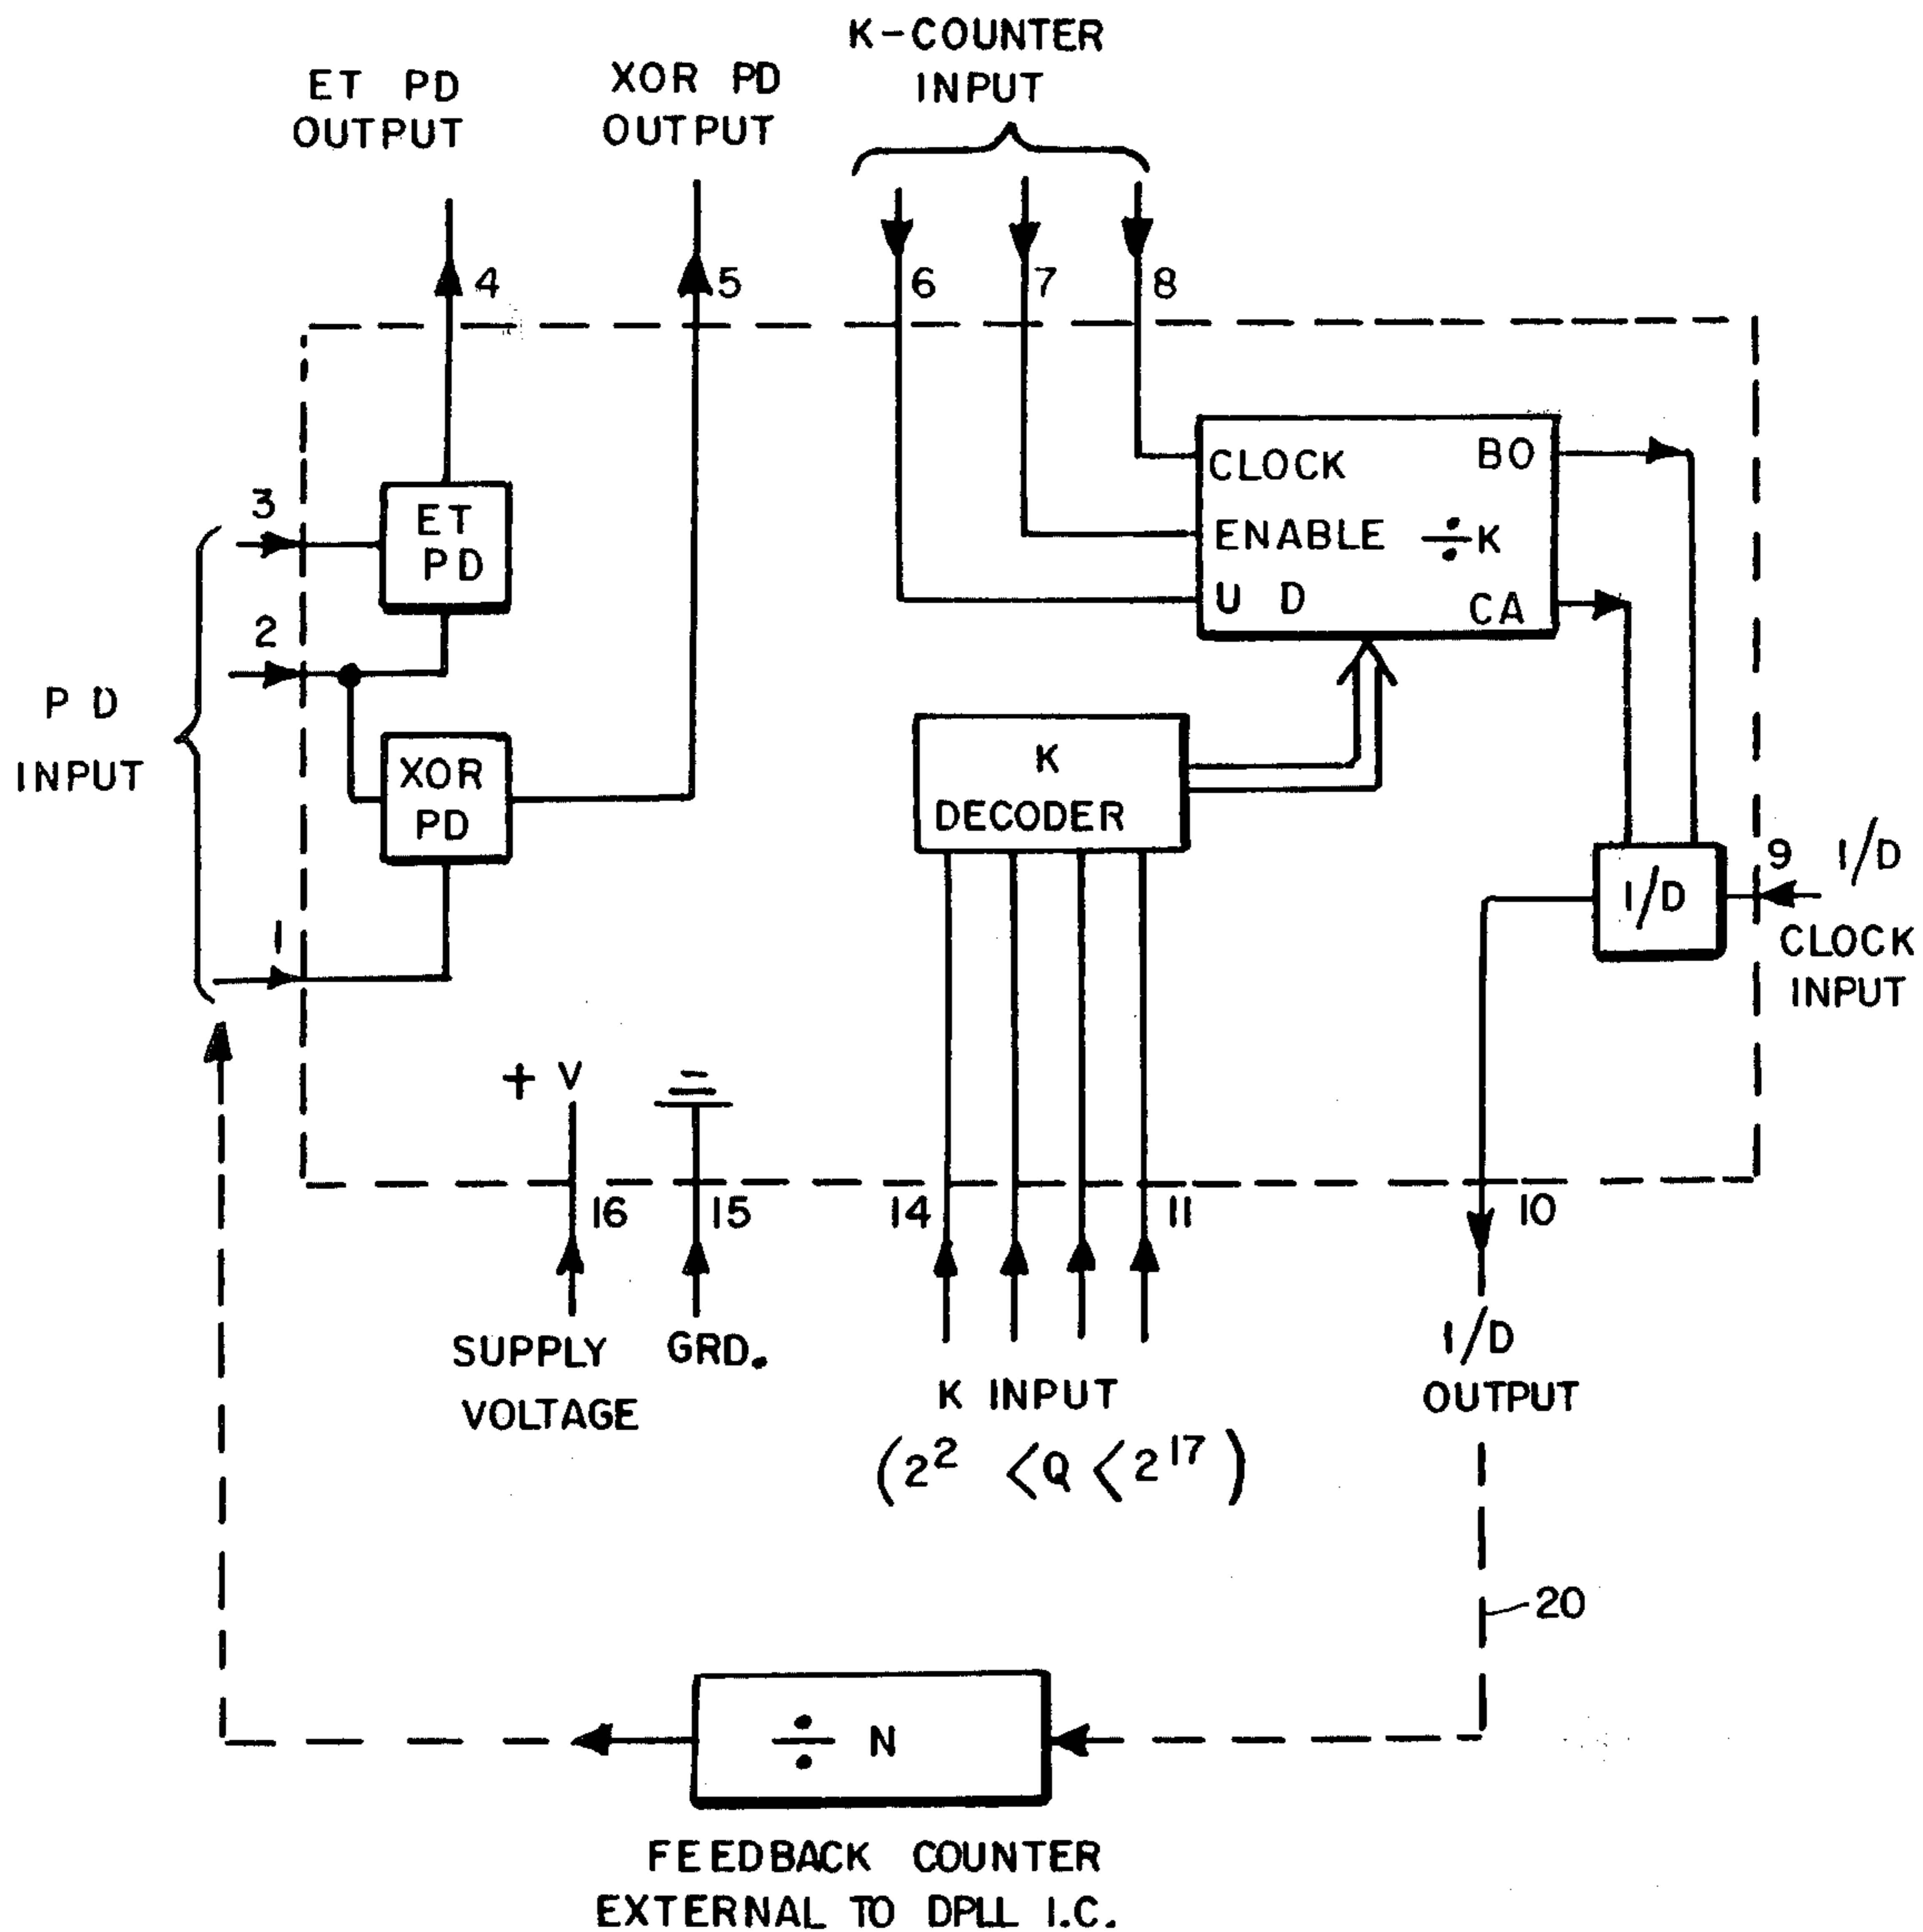 K-COUNTER
INPUT
ET PD
OUTPUT
XOR PD
OUTPUT
4
5
6
7
8
CLOCK
BO
ENABLE
÷K
U D
CA
3
ET
PD
2
P D
INPUT
XOR
PD
K
DECODER
1
I/D
9
I/D
CLOCK
INPUT
+ V
16
15
14
11
10
SUPPLY
VOLTAGE
GRD.
K INPUT
(2² <Q <2¹⁷)
I/D
OUTPUT
20
÷ N
FEEDBACK COUNTER
EXTERNAL TO DPLL I.C.